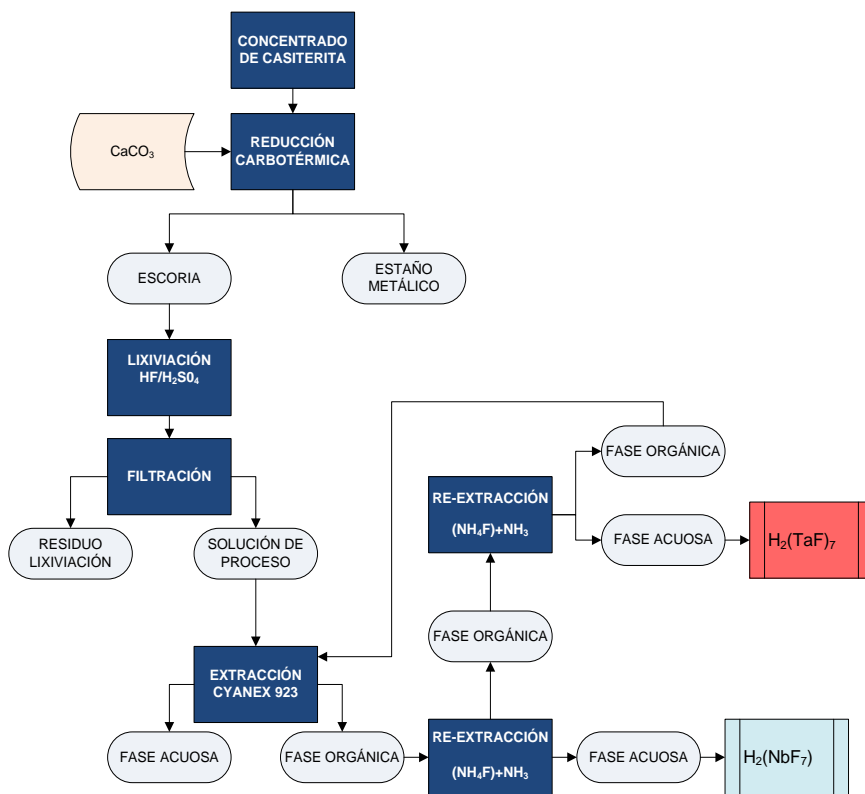 CONCENTRADO
DE CASITERITA
CaCO₃
REDUCCIÓN
CARBOTÉRMICA
ESCORIA
ESTAÑO
METÁLICO
LIXIVIACIÓN
HF/H₂S0₄
FILTRACIÓN
RESIDUO
LIXIVIACIÓN
SOLUCIÓN DE
PROCESO
EXTRACCIÓN
CYANEX 923
FASE ACUOSA
FASE ORGÁNICA
RE-EXTRACCIÓN
(NH₄F)+NH₃
FASE ACUOSA
H₂(NbF₇)
FASE ORGÁNICA
RE-EXTRACCIÓN
(NH₄F)+NH₃
FASE ORGÁNICA
FASE ACUOSA
H₂(TaF)₇